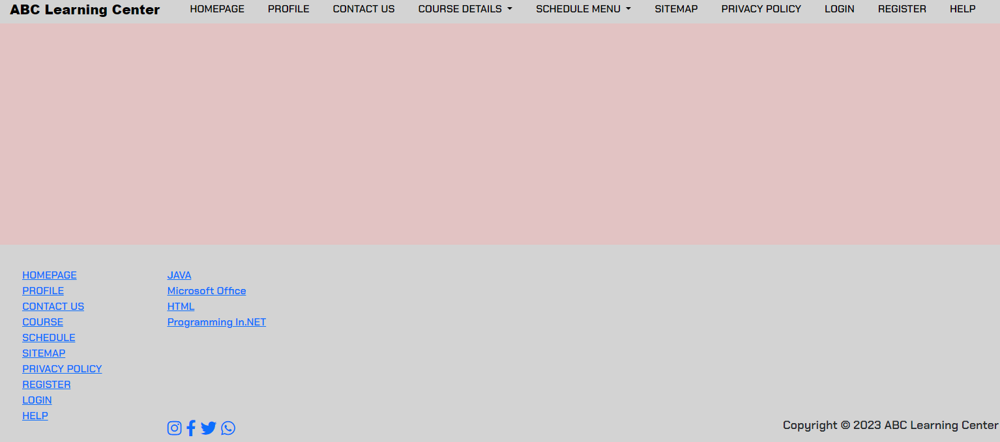 ABC Learning Center HOMEPAGE PROFILE CONTACT US COURSE DETAILS SCHEDULE MENU SITEMAP PRIVACY POLICY LOGIN REGISTER HELP
HOMEPAGE
PROFILE
CONTACT US
COURSE
SCHEDULE
SITEMAP
PRIVACY POLICY
REGISTER
LOGIN
HELP
JAVA
Microsoft Office
HTML
Programming In.NET
Copyright © 2023 ABC Learning Center